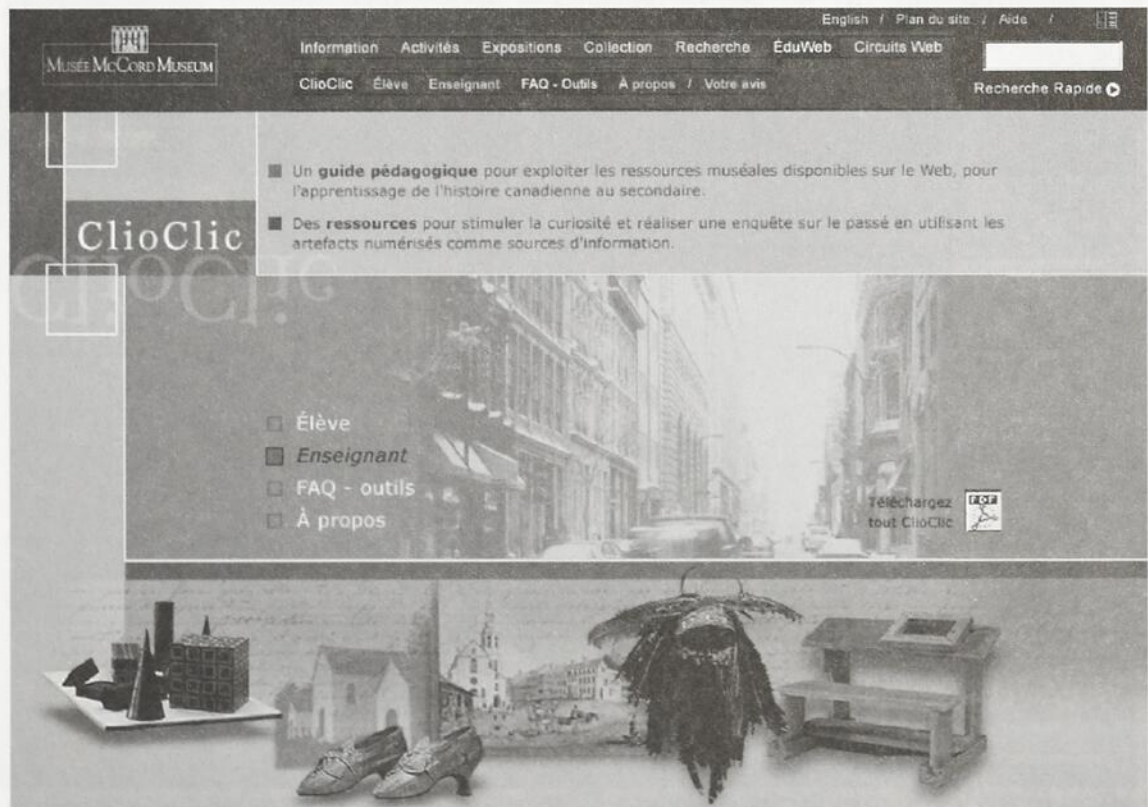 English / Plan du site / Aide /
MUSÉE MCCORD MUSEUM
Information Activités Expositions Collection Recherche ÉduWeb Circuits Web
ClioClic Élève Enseignant FAQ - Outils À propos / Votre avis
Recherche Rapide
Un guide pédagogique pour exploiter les ressources muséales disponibles sur le Web, pour
l'apprentissage de l'histoire canadienne au secondaire.
Des ressources pour stimuler la curiosité et réaliser une enquête sur le passé en utilisant les
artefacts numérisés comme sources d'information.
ClioClic
ClioClic
Élève
Enseignant
FAQ - outils
À propos
Téléchargez
tout ClioClic
PDF